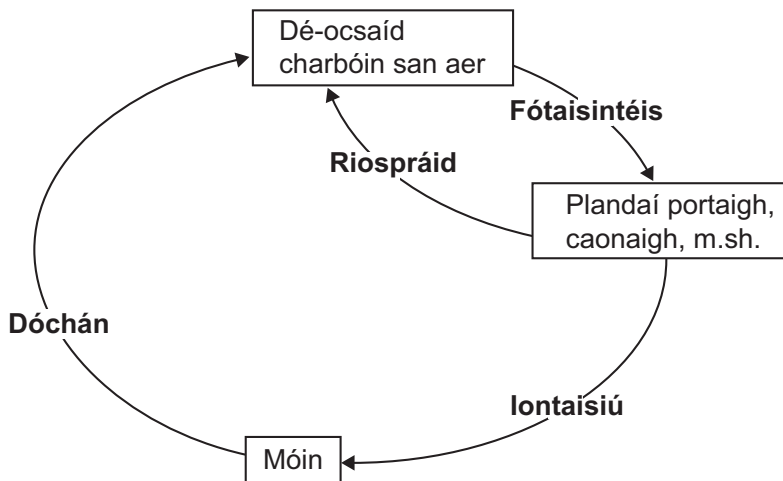 Dé-ocsaíd
charbóin san aer
Fótaisintéis
Riospráid
Plandaí portaigh,
caonaigh, m.sh.
Dóchán
Iontaisiú
Móin